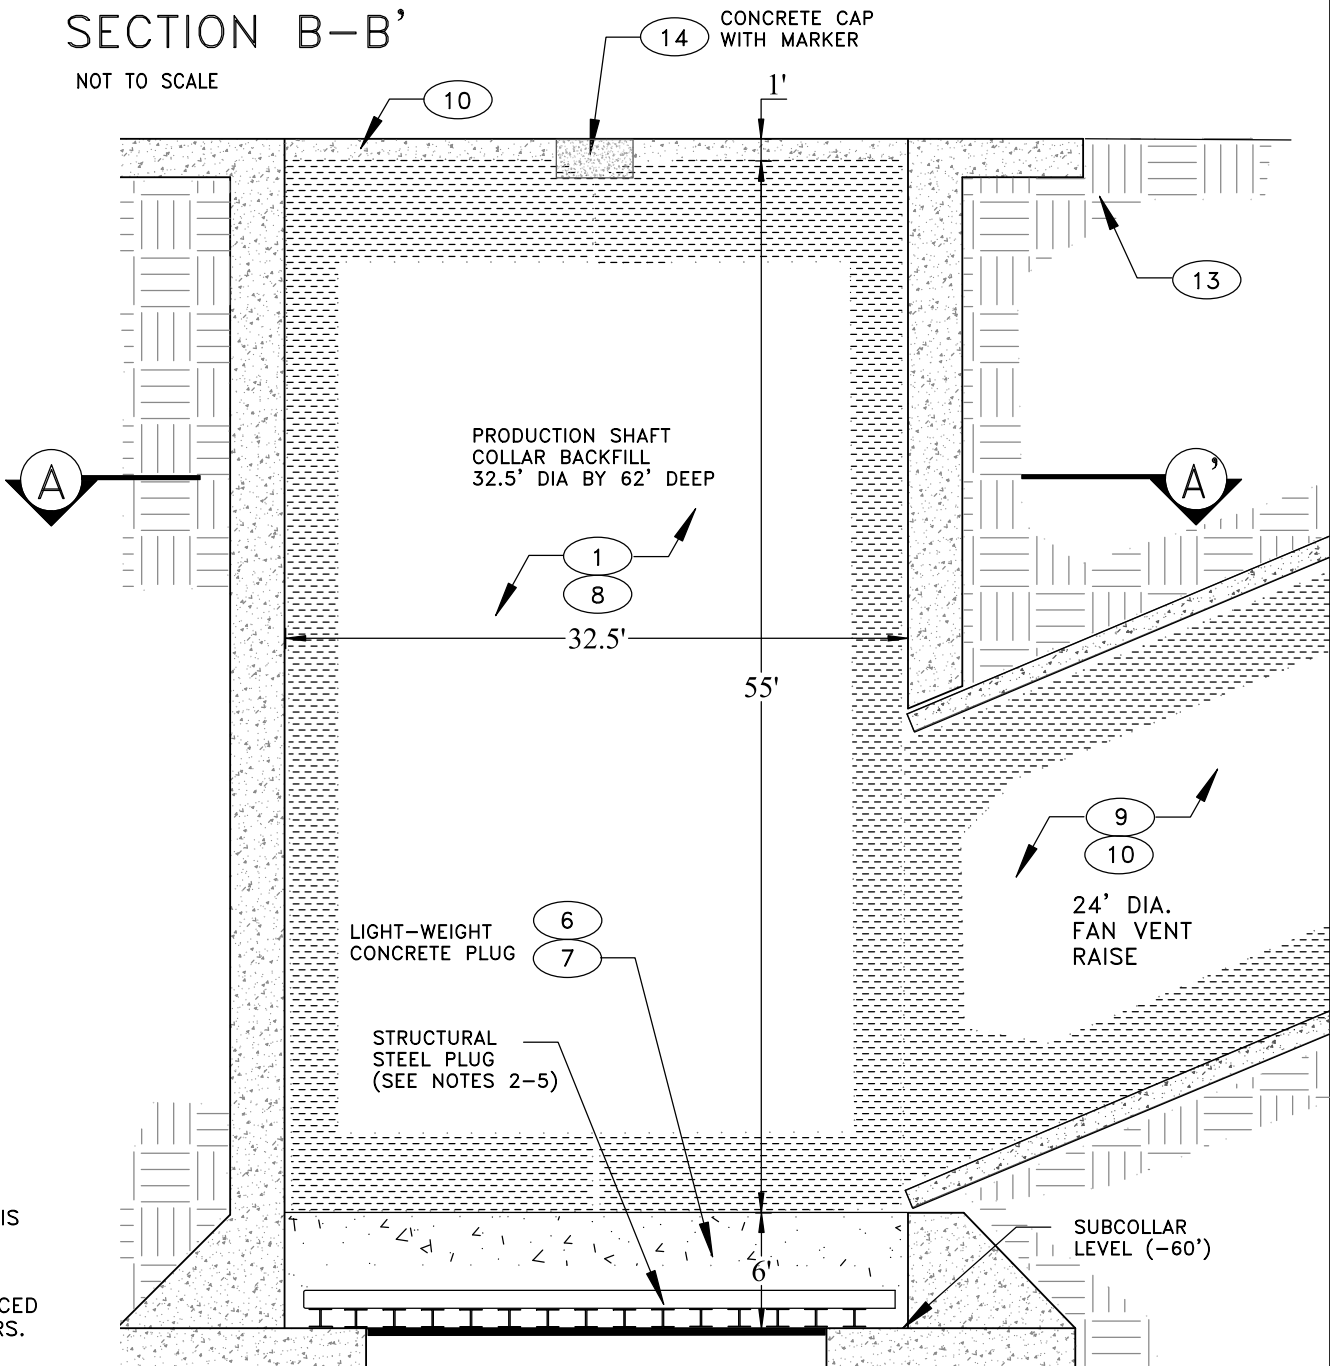 SECTION B-B'
NOT TO SCALE
14
CONCRETE CAP
WITH MARKER
10
1'
13
PRODUCTION SHAFT
COLLAR BACKFILL
32.5' DIA BY 62' DEEP
A
A'
1
8
32.5'
55'
9
10
24' DIA.
FAN VENT
RAISE
LIGHT-WEIGHT
CONCRETE PLUG
6
7
STRUCTURAL
STEEL PLUG
(SEE NOTES 2-5)
IS
SUBCOLLAR
LEVEL (-60')
6'
CED
RS.